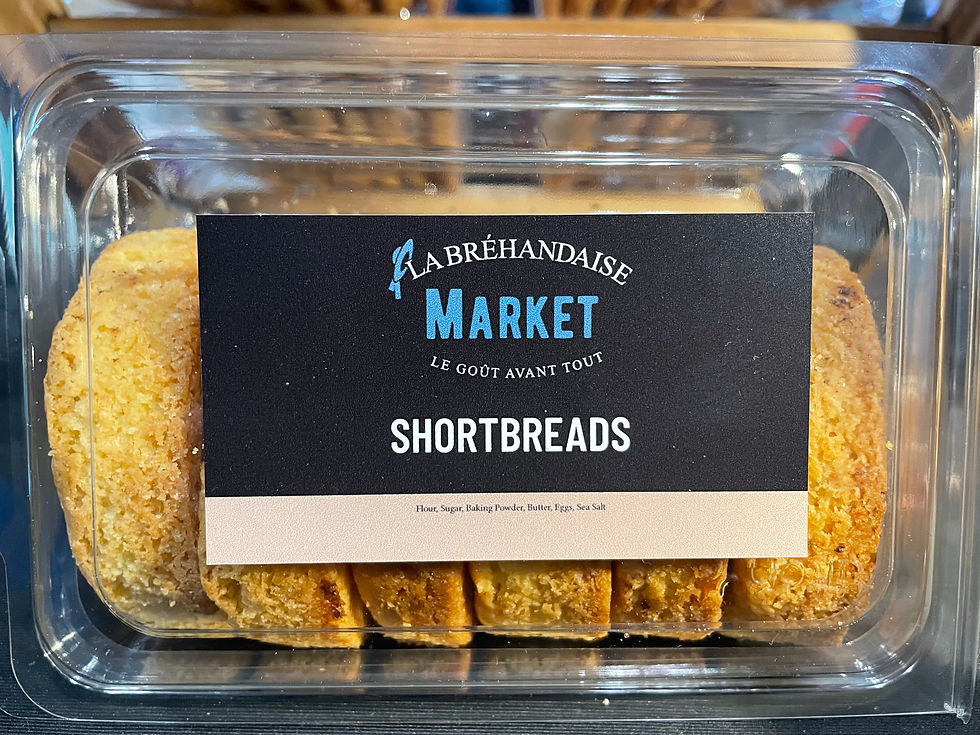 LA BRÉHANDAISE
MARKET
LE GOÛT AVANT TOUT
SHORTBREADS
Flour, Sugar, Baking Powder, Butter, Eggs, Sea Salt